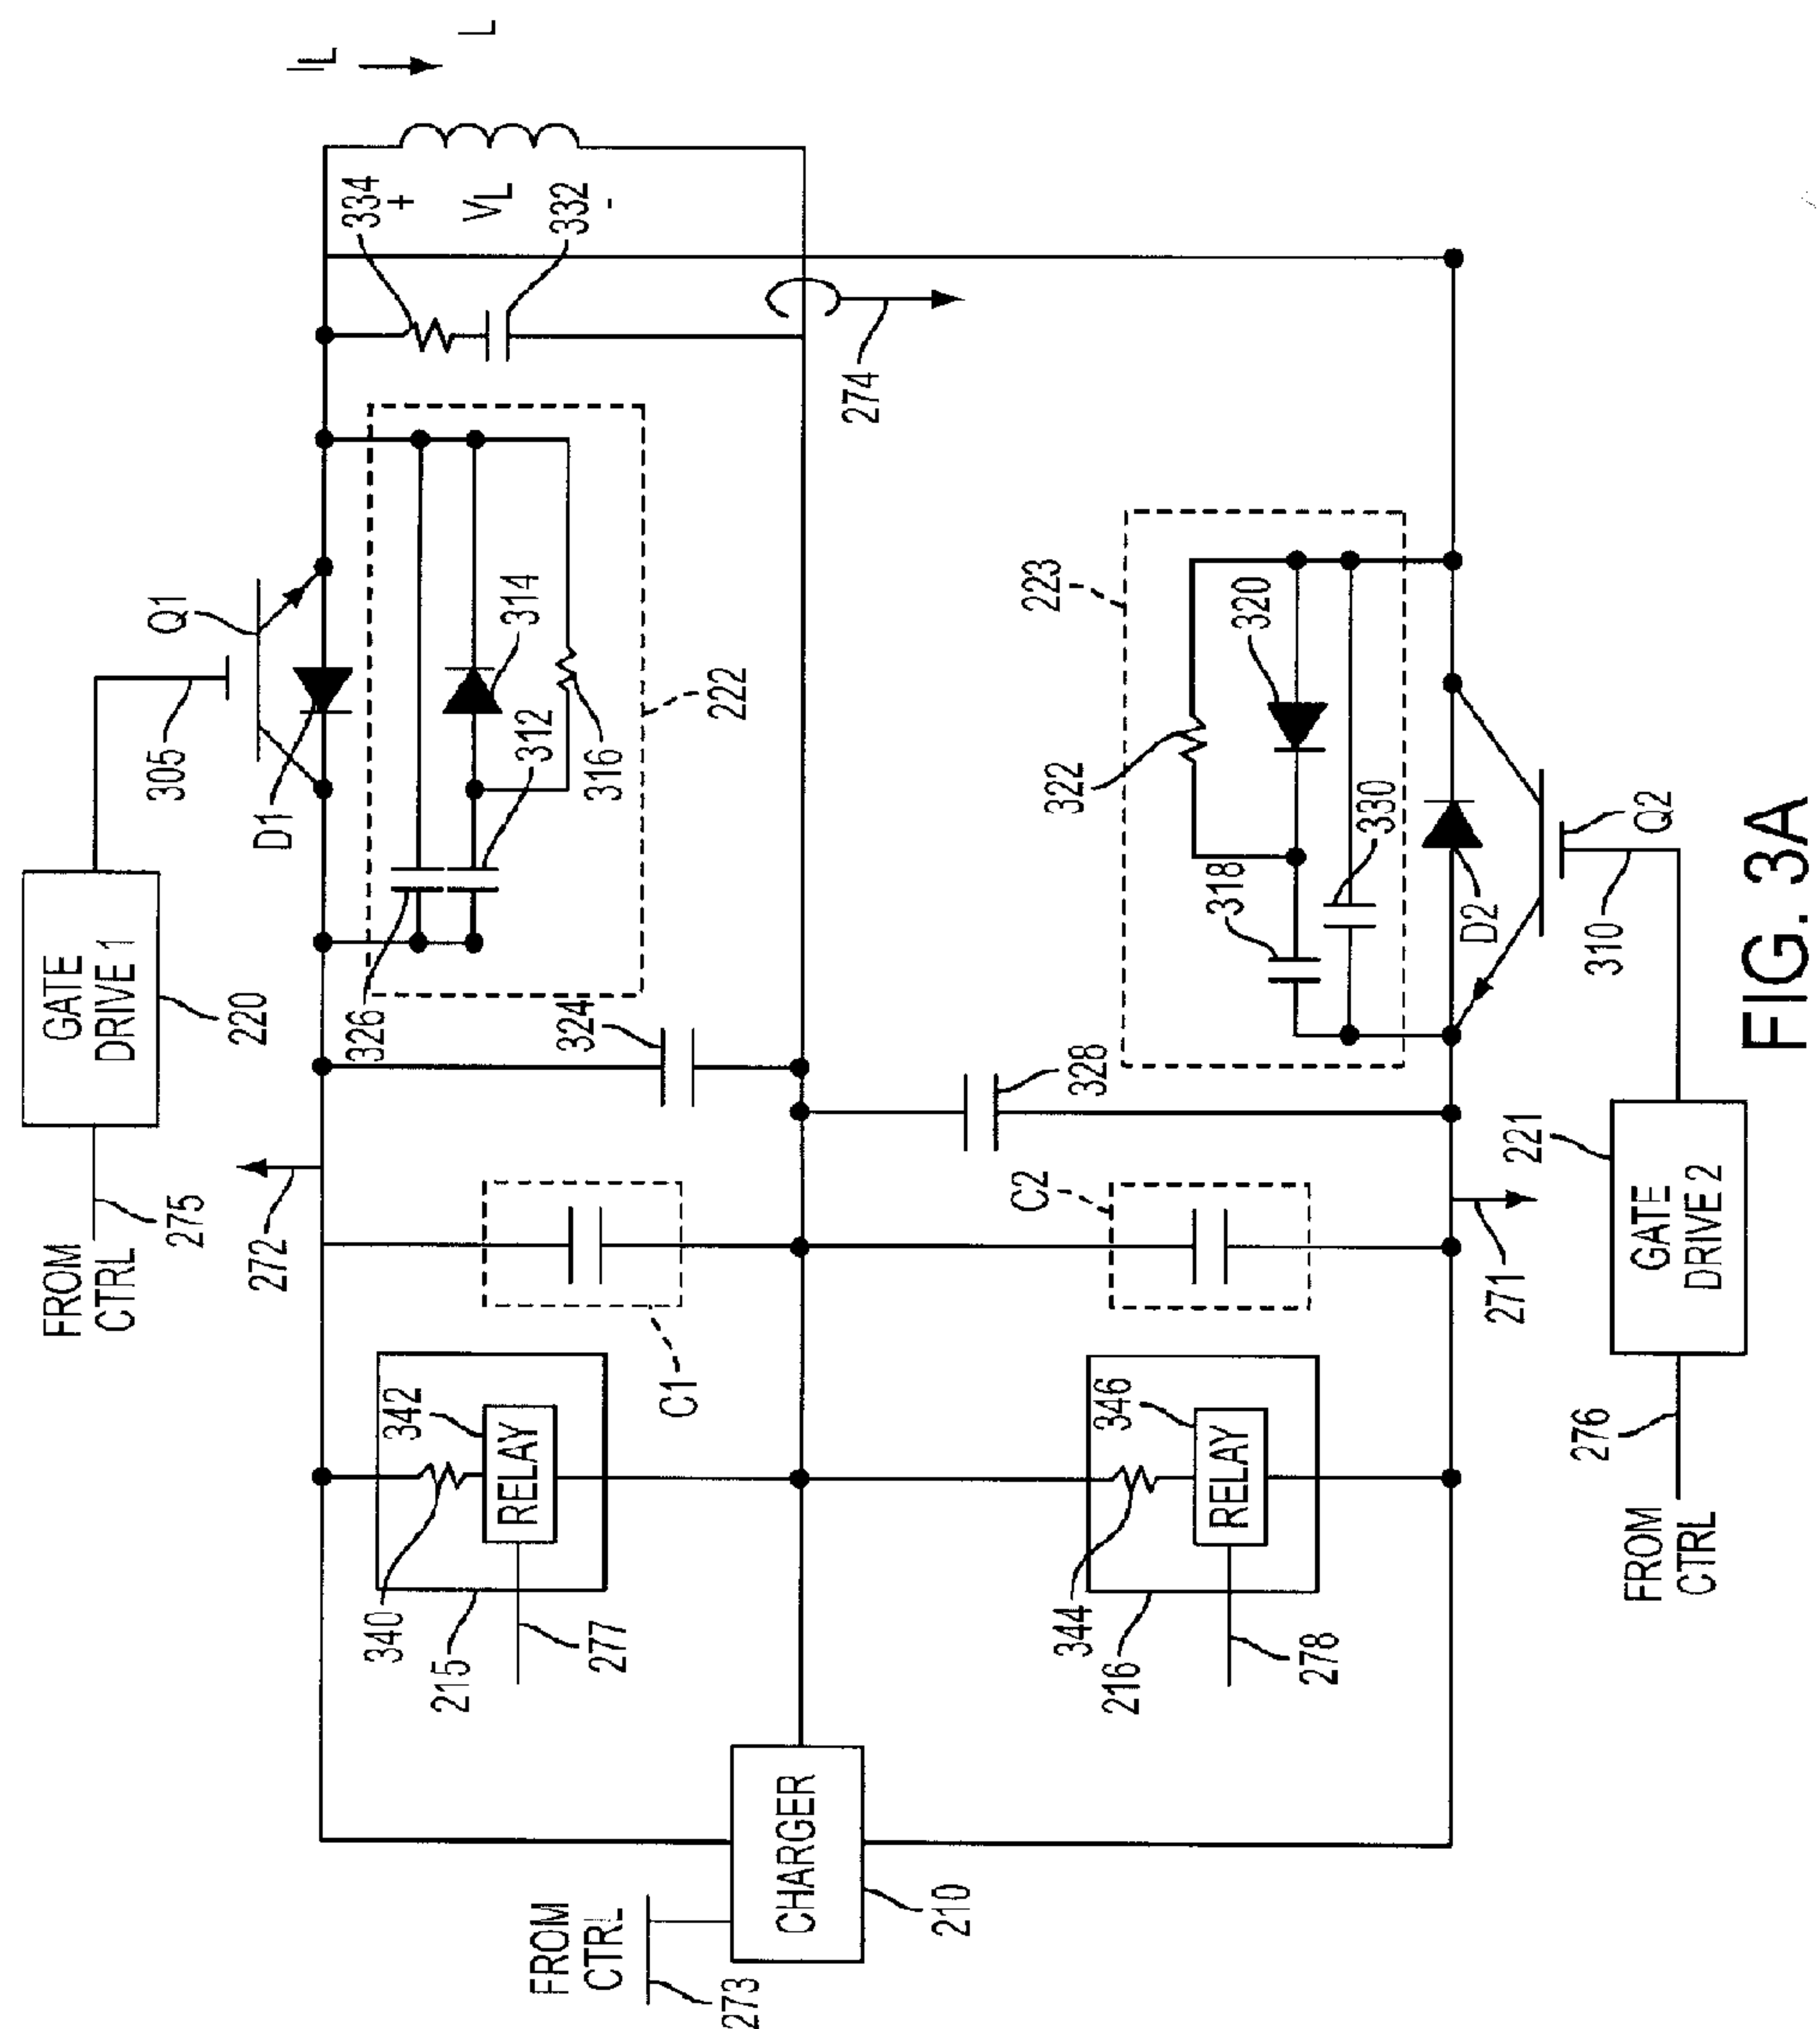 IL
L
GATE
DRIVE 1
220
FROM
CTRL
275
305
Q1
D1
272
326
324
312
314
316
222
334
+
VL
332
-
274
C1
342
RELAY
340
215
277
C2
328
223
320
322
318
330
D2
Q2
310
346
RELAY
344
216
278
271
221
GATE
DRIVE 2
276
FROM
CTRL
CHARGER
210
FROM
CTRL
273
FIG. 3A